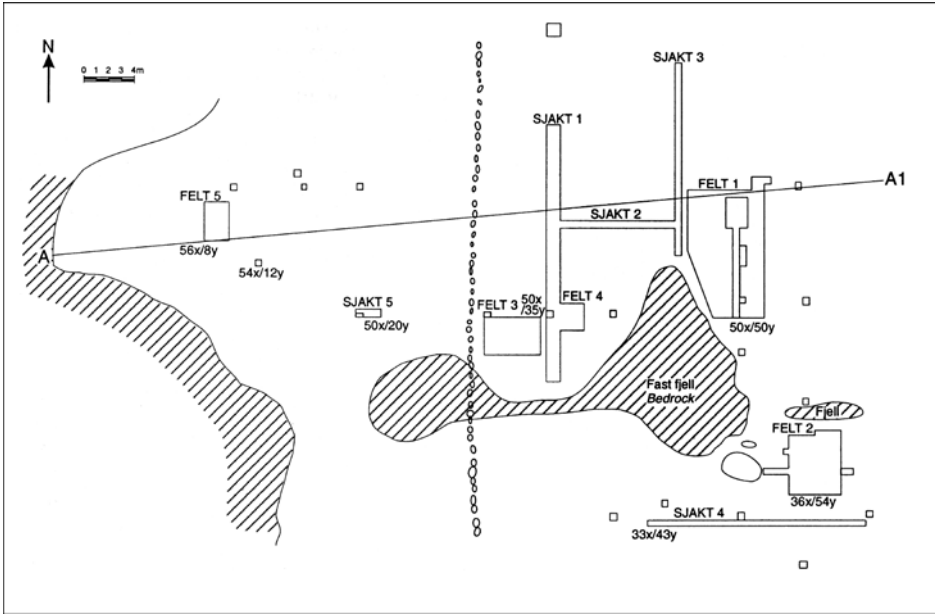 N
0 1 2 3 4m
SJAKT 3
SJAKT 1
FELT 1
A1
FELT 5
SJAKT 2
A
56x/8y
54x/12y
SJAKT 5
50x/20y
FELT 3
50x
/35y
FELT 4
50x/50y
Fast fjell
Bedrock
Fjell
FELT 2
36x/54y
SJAKT 4
33x/43y